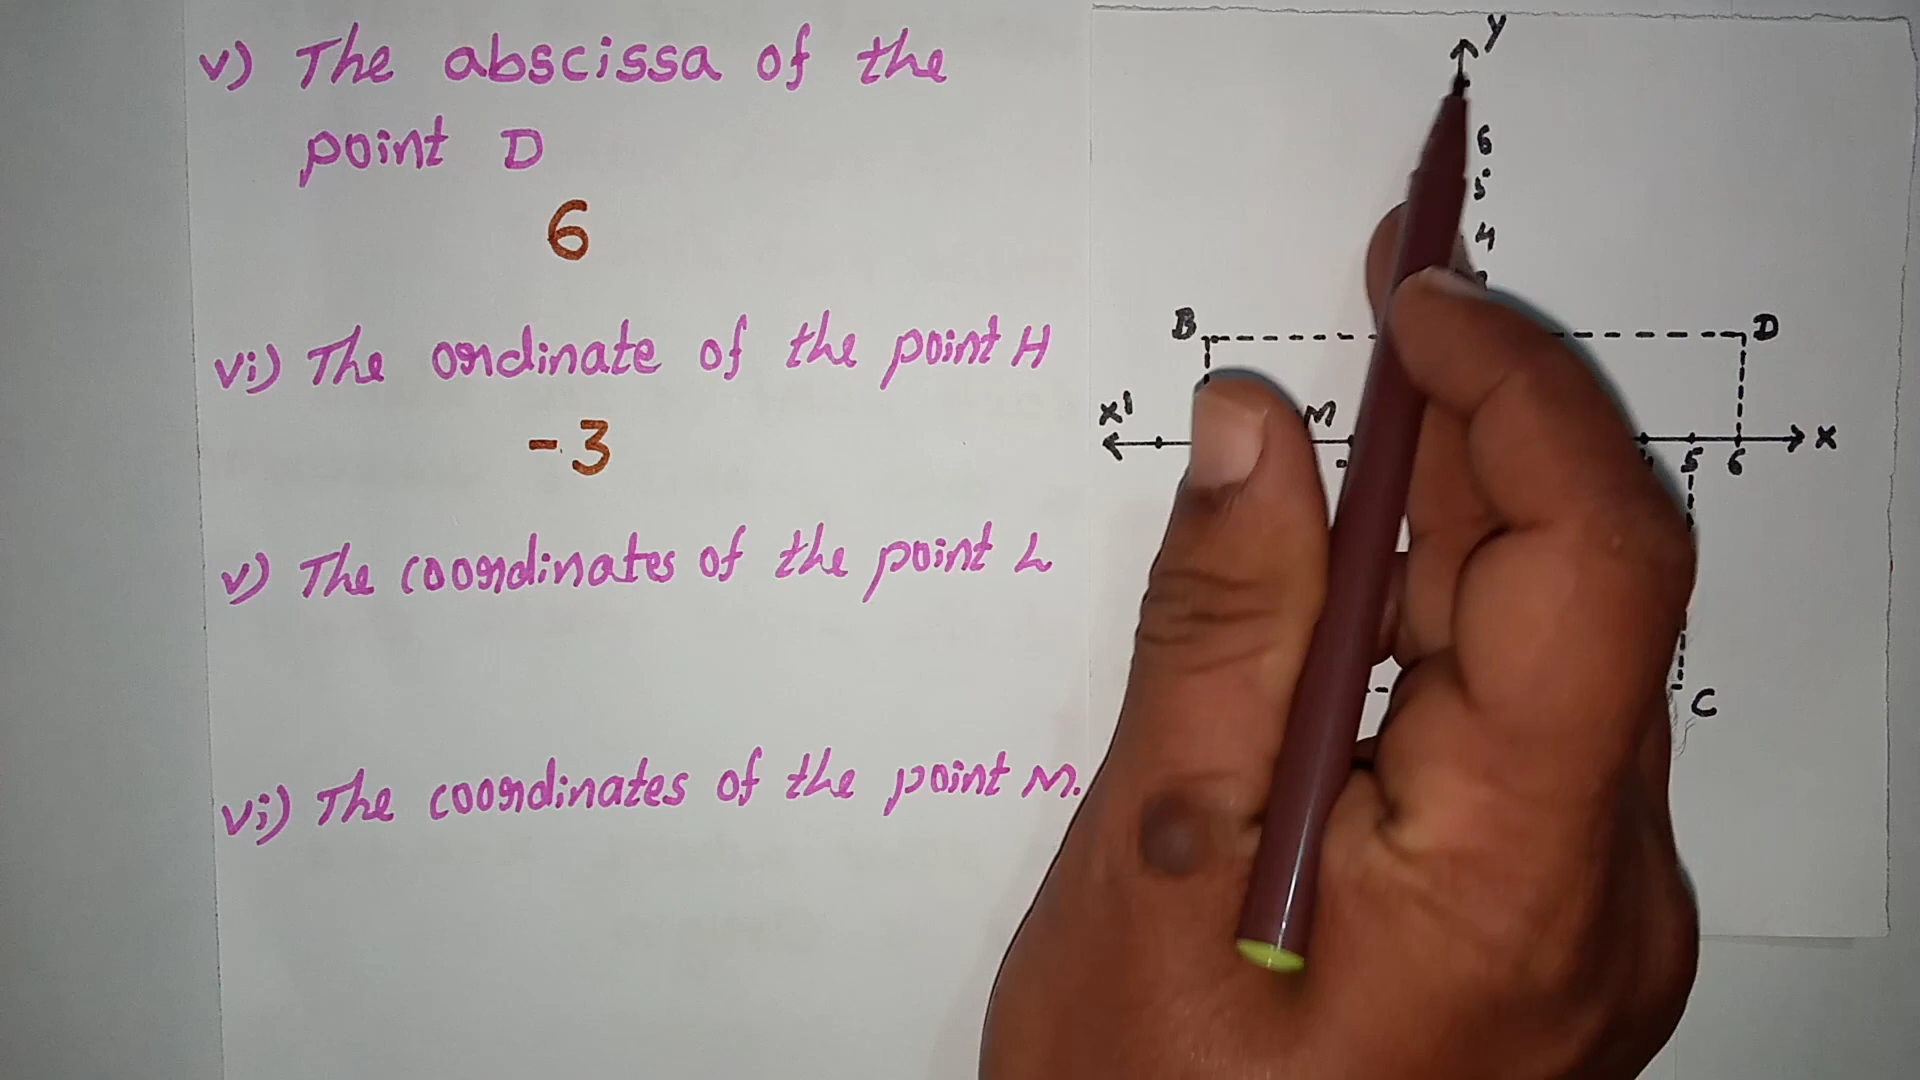 v) The abscissa of the
point D
6
vi) The ordinate of the point H
-3
v) The coordinates of the point L
vi) The coordinates of the point M.
Y
6
5
4
B
D
X'
M
X
5 6
C